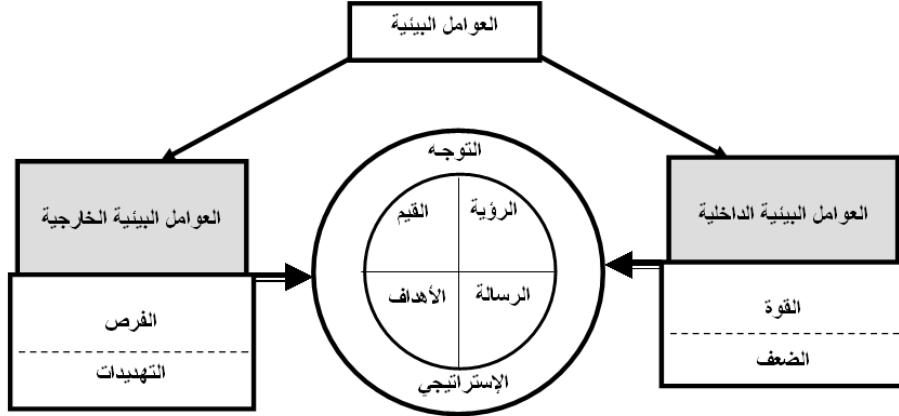 العوامل البيئية
التوجه
العوامل البيئية الداخلية
الرؤية
القيم
العوامل البيئية الخارجية
الرسالة
الأهداف
القوة
الفرص
الضعف
التهديدات
الإستراتيجي